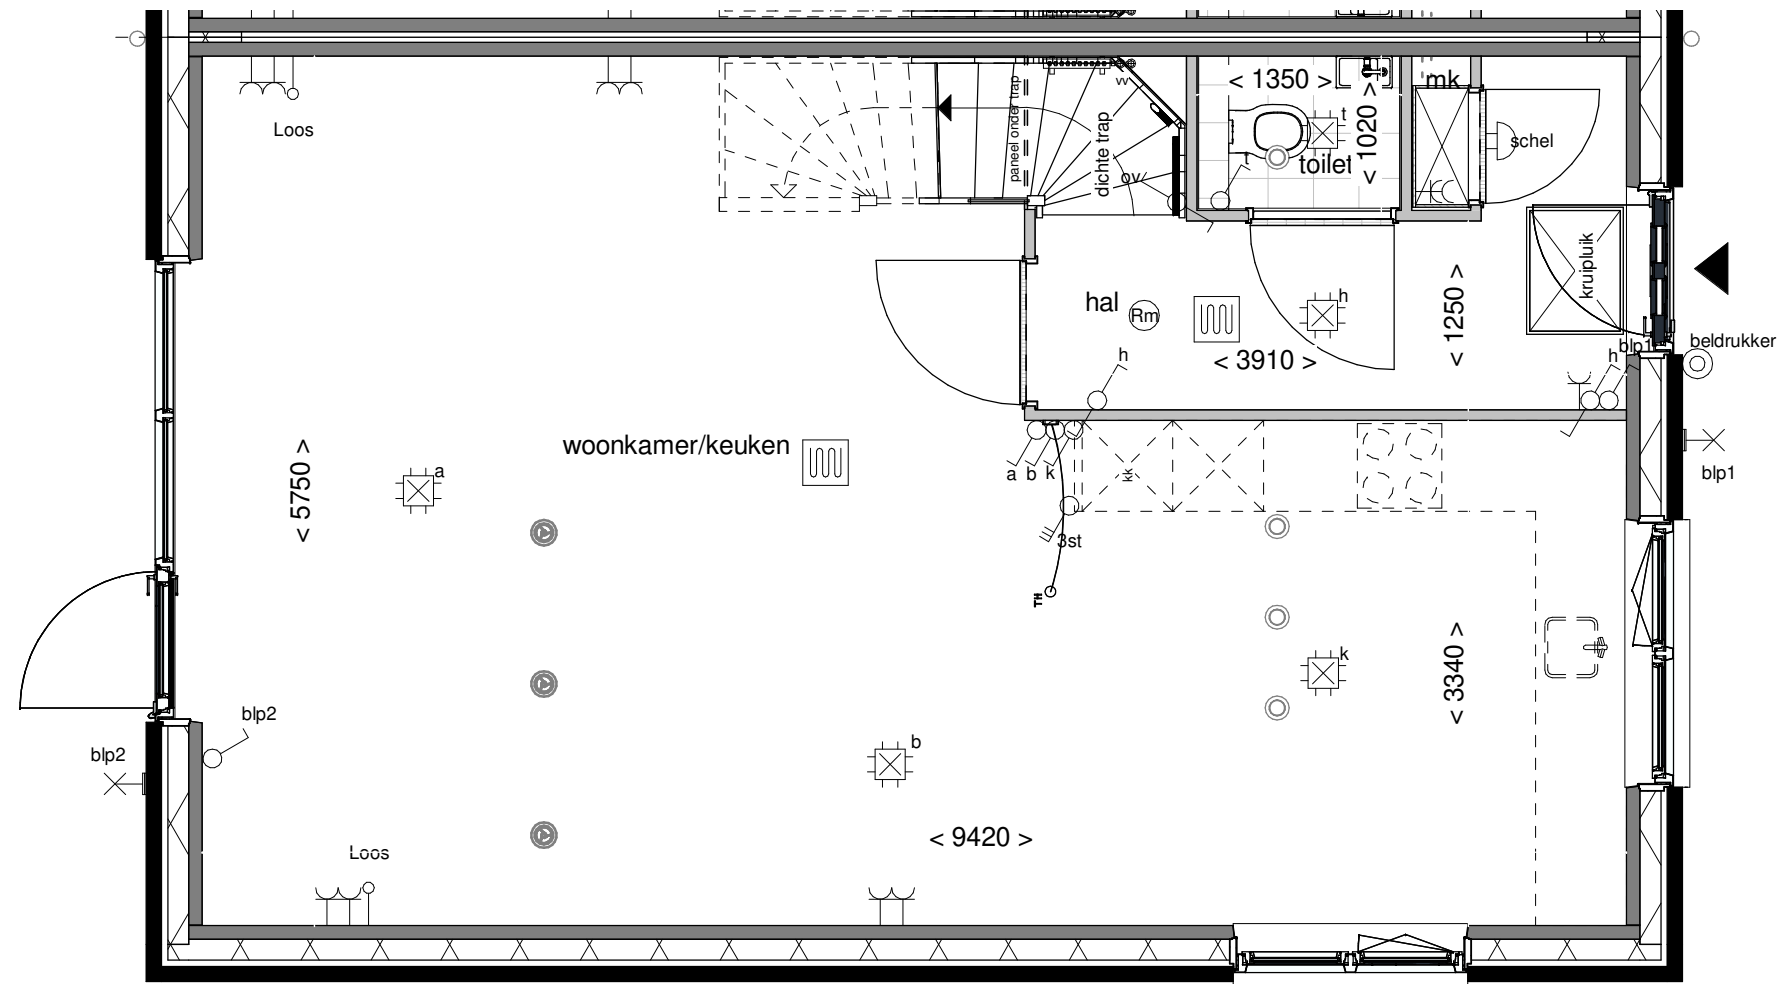 < 1350 >
mk
paneel onder trap
Loos
t
< 1020 >
schel
dichte trap
toilet
t
ov
kruipluik
hal
Rm
h
< 1250 >
beldrukker
blp1
h
h
< 3910 >
woonkamer/keuken
a
a b k
kk
blp1
< 5750 >
3st
TH
k
< 3340 >
blp2
b
blp2
< 9420 >
Loos